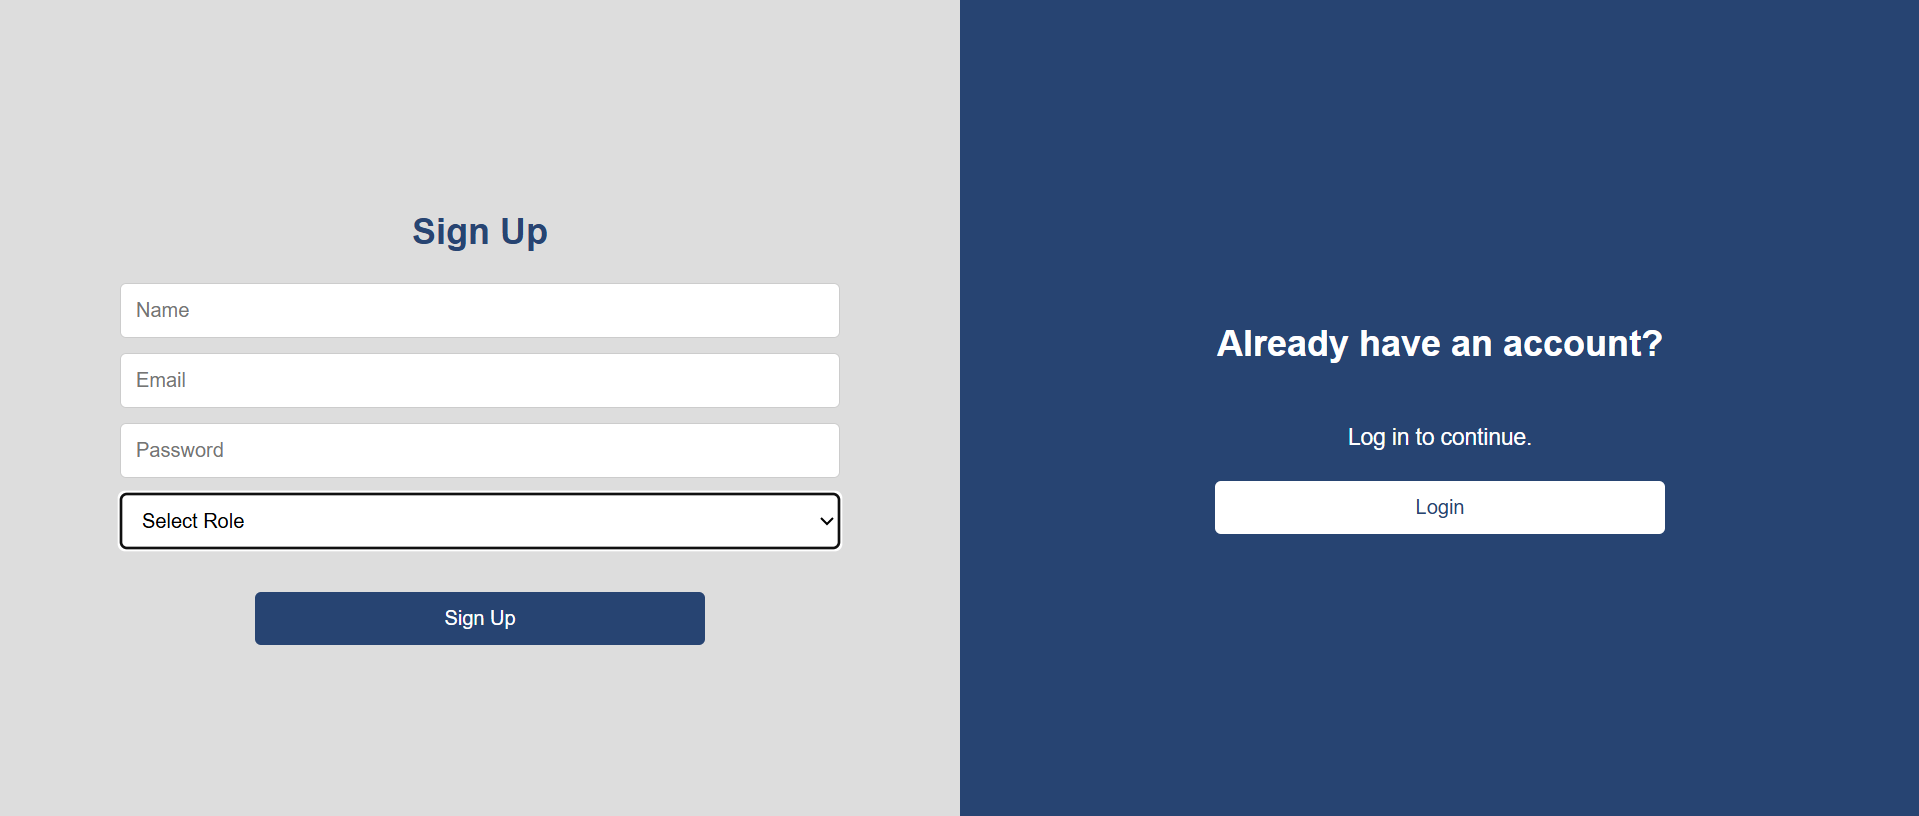 Sign Up
Name
Email
Password
Select Role
Sign Up
Already have an account?
Log in to continue.
Login